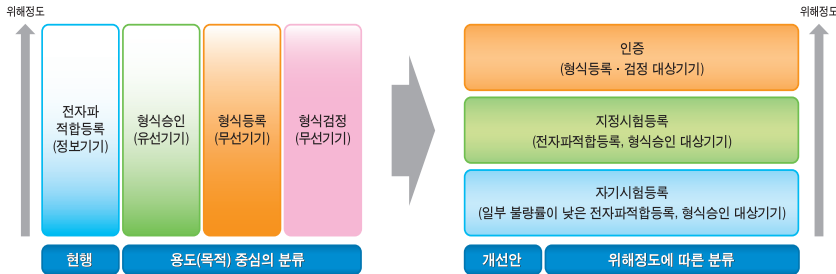 위해정도
전자파
적합등록
(정보기기)
형식승인
(유선기기)
형식등록
(무선기기)
형식검정
(무선기기)
현행
용도(목적) 중심의 분류
위해정도
인증
(형식등록 · 검정 대상기기)
지정시험등록
(전자파적합등록, 형식승인 대상기기)
자기시험등록
(일부 불량률이 낮은 전자파적합등록, 형식승인 대상기기)
개선안
위해정도에 따른 분류